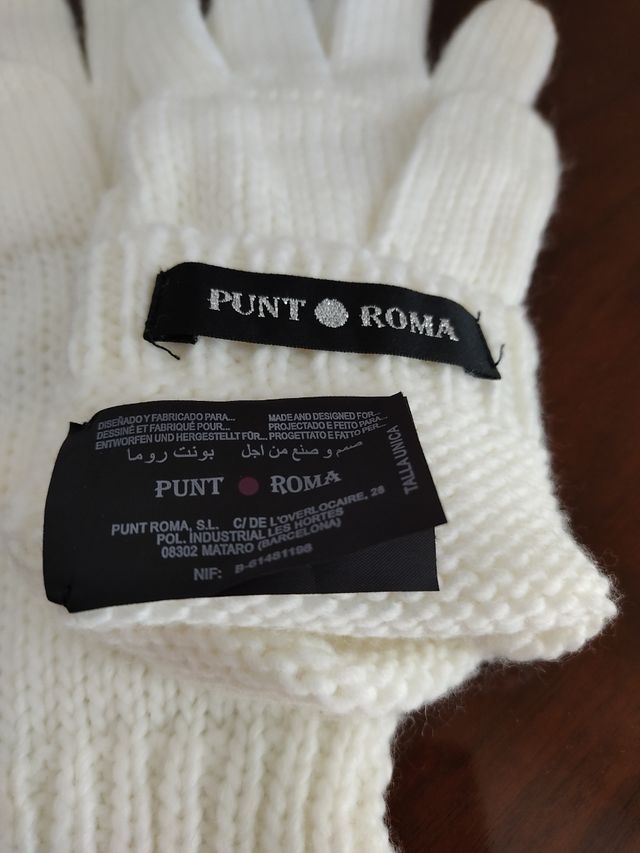 PUNT ROMA
DISEÑADO Y FABRICADO PARA... MADE AND DESIGNED FOR...
DESSINÉ ET FABRIQUÉ POUR... PROJECTADO E FEITO PARA...
ENTWORFEN UND HERGESTELLT FÜR... PROGETTATO E FATTO PER...
صمم و صنع من اجل بونت روما
PUNT ROMA
TALLA UNICA
PUNT ROMA, S.L. C/ DE L'OVERLOCAIRE, 28
POL. INDUSTRIAL LES HORTES
08302 MATARO (BARCELONA)
NIF: B-61481196